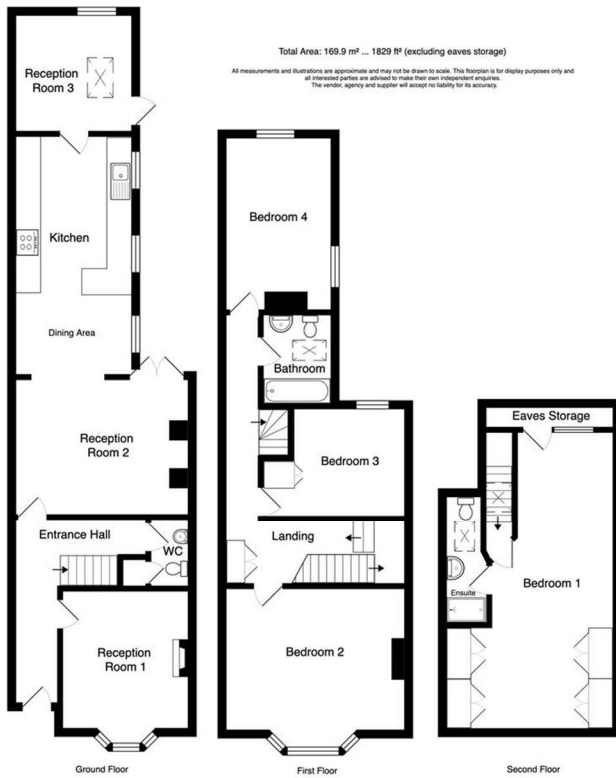 Total Area: 169.9 m² ... 1829 ft² (excluding eaves storage)
All measurements and illustrations are approximate and may not be drawn to scale. This floorplan is for display purposes only and
all interested parties are advised to make their own independent enquiries.
The vendor, agency and supplier will accept no liability for its accuracy.
Reception
Room 3
Kitchen
Dining Area
Reception
Room 2
Entrance Hall
WC
Reception
Room 1
Ground Floor
Bedroom 4
Bathroom
Bedroom 3
Landing
Bedroom 2
First Floor
Eaves Storage
Bedroom 1
Ensuite
Second Floor